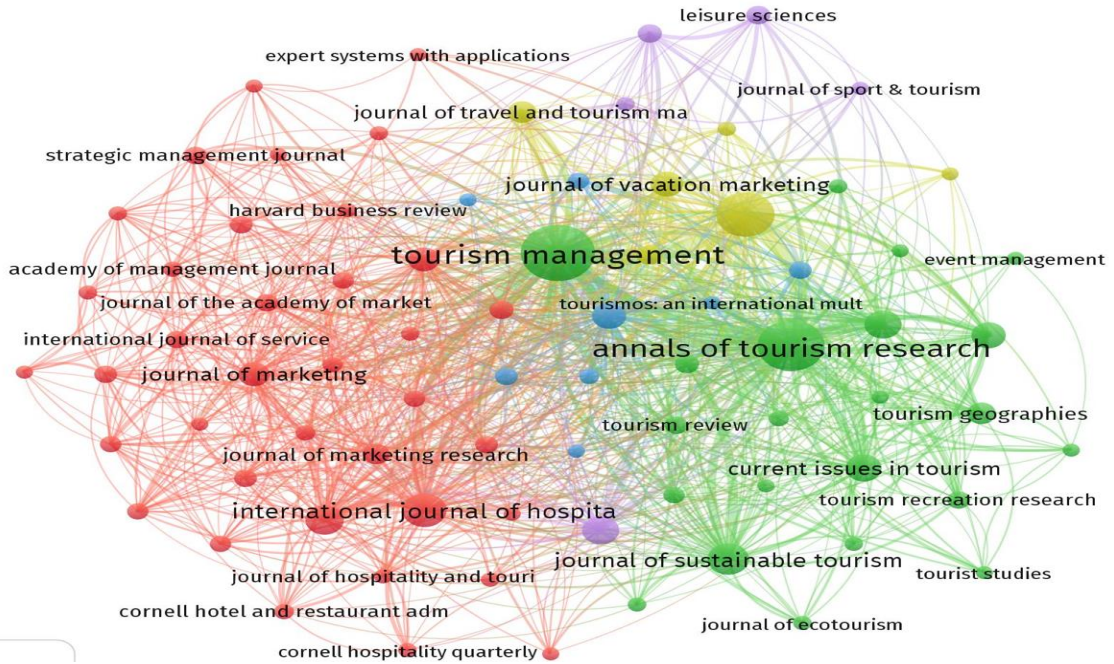 leisure sciences
expert systems with applications
journal of sport & tourism
journal of travel and tourism ma
strategic management journal
journal of vacation marketing
harvard business review
tourism management
event management
academy of management journal
journal of the academy of market
tourismos: an international mult
international journal of service
annals of tourism research
journal of marketing
tourism geographies
tourism review
journal of marketing research
current issues in tourism
tourism recreation research
international journal of hospita
journal of sustainable tourism
tourist studies
journal of hospitality and touri
cornell hotel and restaurant adm
journal of ecotourism
cornell hospitality quarterly